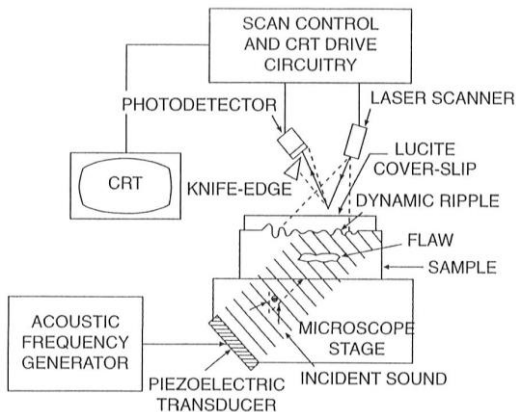 SCAN CONTROL
AND CRT DRIVE
CIRCUITRY
PHOTODETECTOR
LASER SCANNER
LUCITE
COVER-SLIP
CRT
KNIFE-EDGE
DYNAMIC RIPPLE
FLAW
SAMPLE
ACOUSTIC
FREQUENCY
GENERATOR
MICROSCOPE
STAGE
PIEZOELECTRIC
TRANSDUCER
INCIDENT SOUND